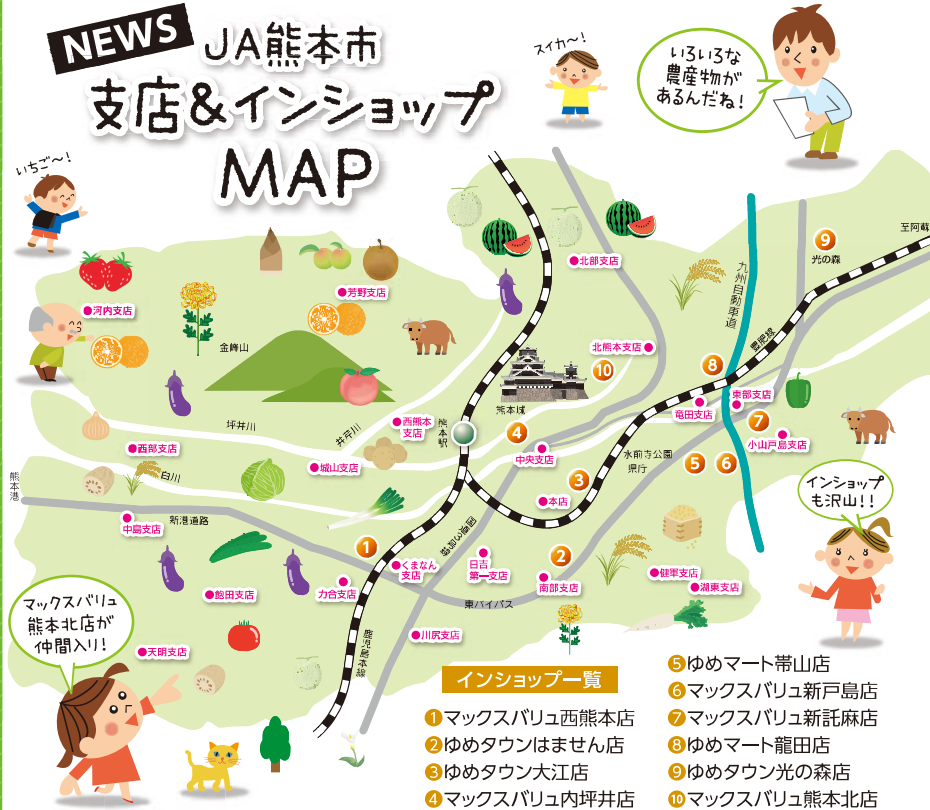 NEWS
JA熊本市
支店&インショップ
MAP
スイカ〜!
いろいろな
農産物が
あるんだね!
いちご〜!
至阿蘇
光の森
九州自動車道
豊肥線
北部支店
芳野支店
河内支店
金峰山
北熊本支店
熊本城
東部支店
竜田支店
小山戸島支店
西熊本
支店
熊本駅
坪井川
井芹川
西部支店
城山支店
白川
中央支店
水前寺公園
県庁
本店
熊本港
新港道路
中島支店
国道3号線
インショップ
も沢山!!
くまなん
支店
日吉
第一支店
南部支店
健軍支店
湖東支店
力合支店
飽田支店
東バイパス
川尻支店
鹿児島本線
天明支店
マックスバリュ
熊本北店が
仲間入り!
インショップ一覧
1マックスバリュ西熊本店
2ゆめタウンはません店
3ゆめタウン大江店
4マックスバリュ内坪井店
5ゆめマート帯山店
6マックスバリュ新戸島店
7マックスバリュ新託麻店
8ゆめマート龍田店
9ゆめタウン光の森店
10マックスバリュ熊本北店
9
8
10
7
4
5
6
3
1
2